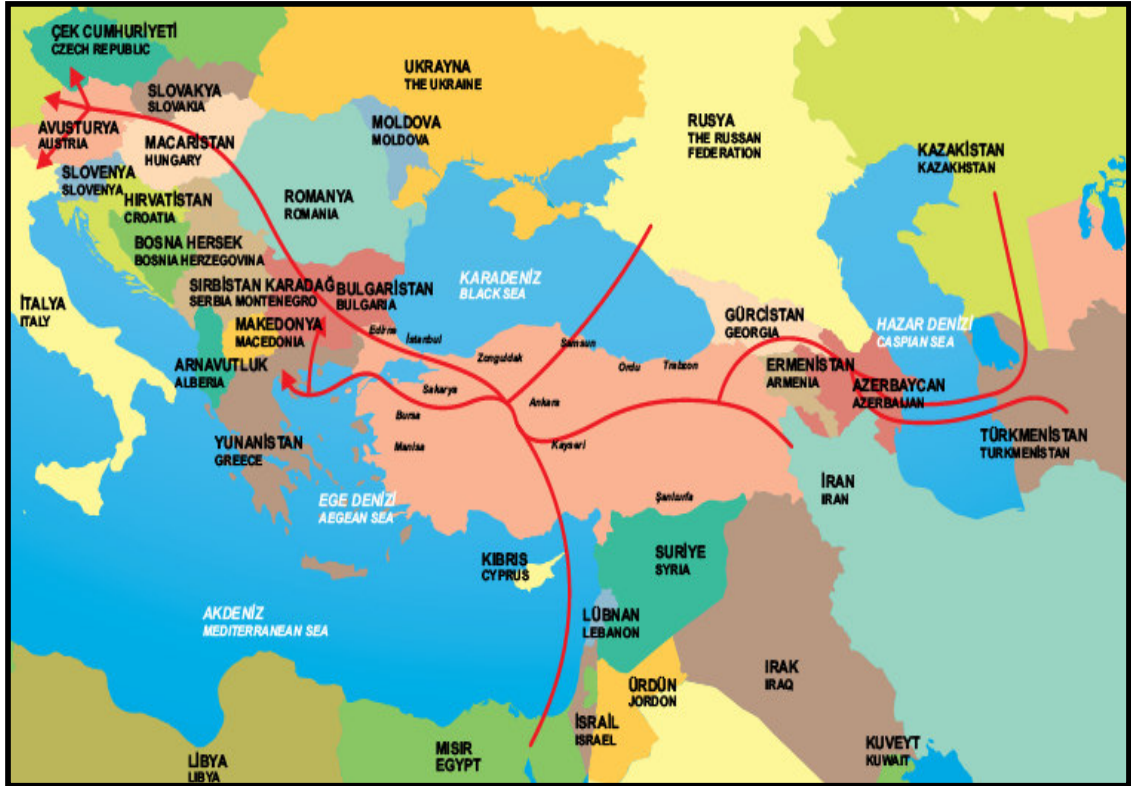 ÇEK CUMHURİYETİ
CZECH REPUBLIC
UKRAYNA
THE UKRAINE
SLOVAKYA
SLOVAKIA
MOLDOVA
MOLDOVA
RUSYA
THE RUSSAN
FEDERATION
AVUSTURYA
AUSTRIA
MACARİSTAN
HUNGARY
KAZAKİSTAN
KAZAKHSTAN
SLOVENYA
SLOVENYA
HIRVATİSTAN
CROATIA
ROMANYA
ROMANIA
BOSNA HERSEK
BOSNIA HERZEGOVINA
SIRBİSTAN KARADAĞ
SERBIA MONTENEGRO
BULGARİSTAN
BULGARIA
KARADENİZ
BLACK SEA
İTALYA
ITALY
MAKEDONYA
MACEDONIA
Edirne
İstanbul
Zonguldak
Samsun
Ordu
Trabzon
GÜRCİSTAN
GEORGIA
HAZAR DENİZİ
CASPIAN SEA
ARNAVUTLUK
ALBERIA
ERMENİSTAN
ARMENIA
AZERBAYCAN
AZERBAIJAN
Sakarya
Ankara
Bursa
Manisa
Kayseri
YUNANİSTAN
GREECE
TÜRKMENİSTAN
TURKMENISTAN
İRAN
IRAN
EGE DENİZİ
AEGEAN SEA
Şanlıurfa
KIBRIS
CYPRUS
SURİYE
SYRIA
AKDENİZ
MEDITERRANEAN SEA
LÜBNAN
LEBANON
IRAK
IRAQ
ÜRDÜN
JORDON
İSRAİL
ISRAEL
MISIR
EGYPT
KUVEYT
KUWAIT
LİBYA
LIBYA